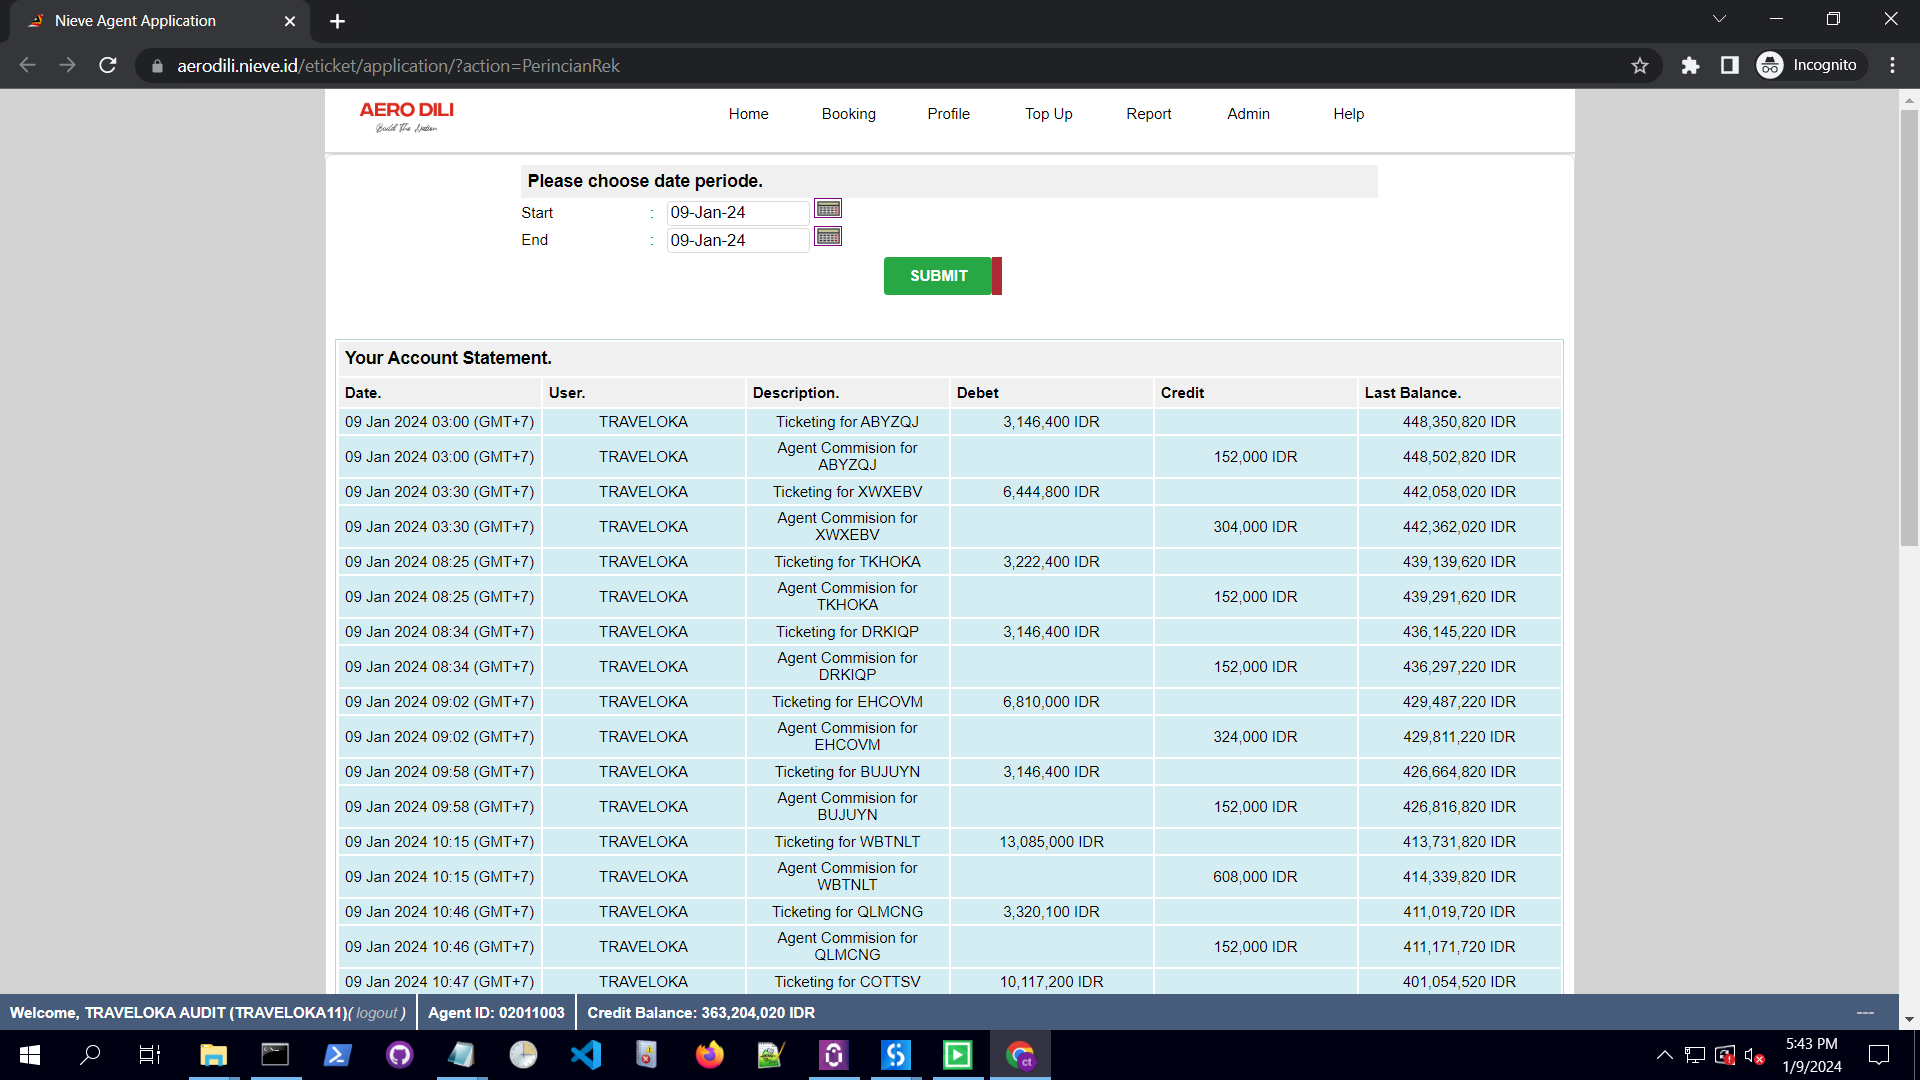 Nieve Agent Application
aerodili.nieve.id/eticket/application/?action=PerincianRek
Incognito
AERO DILI
Build The Nation
Home Booking Profile Top Up Report Admin Help
Please choose date periode.
Start : 09-Jan-24
End : 09-Jan-24
SUBMIT
Your Account Statement.
Date. User. Description. Debet Credit Last Balance.
09 Jan 2024 03:00 (GMT+7) TRAVELOKA Ticketing for ABYZQJ 3,146,400 IDR 448,350,820 IDR
09 Jan 2024 03:00 (GMT+7) TRAVELOKA Agent Commision for ABYZQJ 152,000 IDR 448,502,820 IDR
09 Jan 2024 03:30 (GMT+7) TRAVELOKA Ticketing for XWXEBV 6,444,800 IDR 442,058,020 IDR
09 Jan 2024 03:30 (GMT+7) TRAVELOKA Agent Commision for XWXEBV 304,000 IDR 442,362,020 IDR
09 Jan 2024 08:25 (GMT+7) TRAVELOKA Ticketing for TKHOKA 3,222,400 IDR 439,139,620 IDR
09 Jan 2024 08:25 (GMT+7) TRAVELOKA Agent Commision for TKHOKA 152,000 IDR 439,291,620 IDR
09 Jan 2024 08:34 (GMT+7) TRAVELOKA Ticketing for DRKIQP 3,146,400 IDR 436,145,220 IDR
09 Jan 2024 08:34 (GMT+7) TRAVELOKA Agent Commision for DRKIQP 152,000 IDR 436,297,220 IDR
09 Jan 2024 09:02 (GMT+7) TRAVELOKA Ticketing for EHCOVM 6,810,000 IDR 429,487,220 IDR
09 Jan 2024 09:02 (GMT+7) TRAVELOKA Agent Commision for EHCOVM 324,000 IDR 429,811,220 IDR
09 Jan 2024 09:58 (GMT+7) TRAVELOKA Ticketing for BUJUYN 3,146,400 IDR 426,664,820 IDR
09 Jan 2024 09:58 (GMT+7) TRAVELOKA Agent Commision for BUJUYN 152,000 IDR 426,816,820 IDR
09 Jan 2024 10:15 (GMT+7) TRAVELOKA Ticketing for WBTNLT 13,085,000 IDR 413,731,820 IDR
09 Jan 2024 10:15 (GMT+7) TRAVELOKA Agent Commision for WBTNLT 608,000 IDR 414,339,820 IDR
09 Jan 2024 10:46 (GMT+7) TRAVELOKA Ticketing for QLMCNG 3,320,100 IDR 411,019,720 IDR
09 Jan 2024 10:46 (GMT+7) TRAVELOKA Agent Commision for QLMCNG 152,000 IDR 411,171,720 IDR
09 Jan 2024 10:47 (GMT+7) TRAVELOKA Ticketing for COTTSV 10,117,200 IDR 401,054,520 IDR
Welcome, TRAVELOKA AUDIT (TRAVELOKA11)( logout ) Agent ID: 02011003 Credit Balance: 363,204,020 IDR ---
ct
5:43 PM
1/9/2024